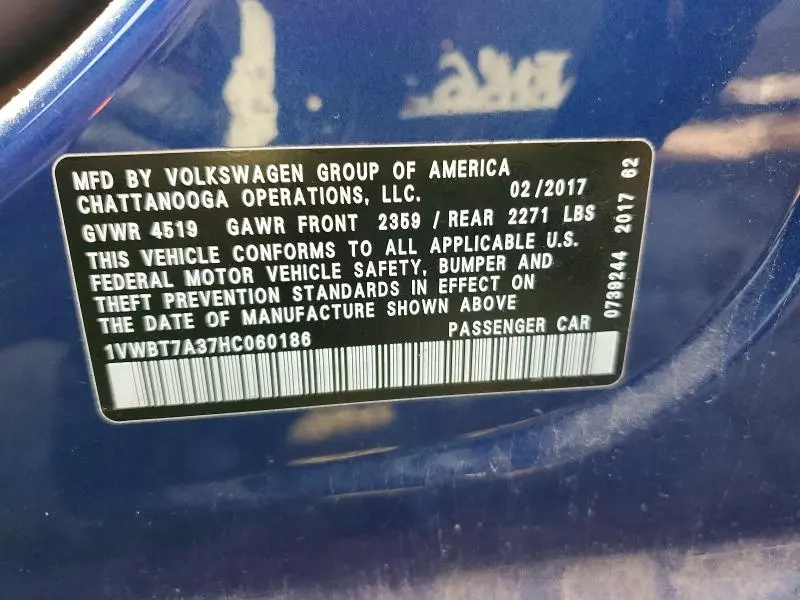 MFD BY VOLKSWAGEN GROUP OF AMERICA
CHATTANOOGA OPERATIONS, LLC. 02/2017
GVWR 4519 GAWR FRONT 2359 / REAR 2271 LBS
THIS VEHICLE CONFORMS TO ALL APPLICABLE U.S.
FEDERAL MOTOR VEHICLE SAFETY, BUMPER AND
THEFT PREVENTION STANDARDS IN EFFECT ON
THE DATE OF MANUFACTURE SHOWN ABOVE
1VWBT7A37HC060186 PASSENGER CAR
0739244 2017 62